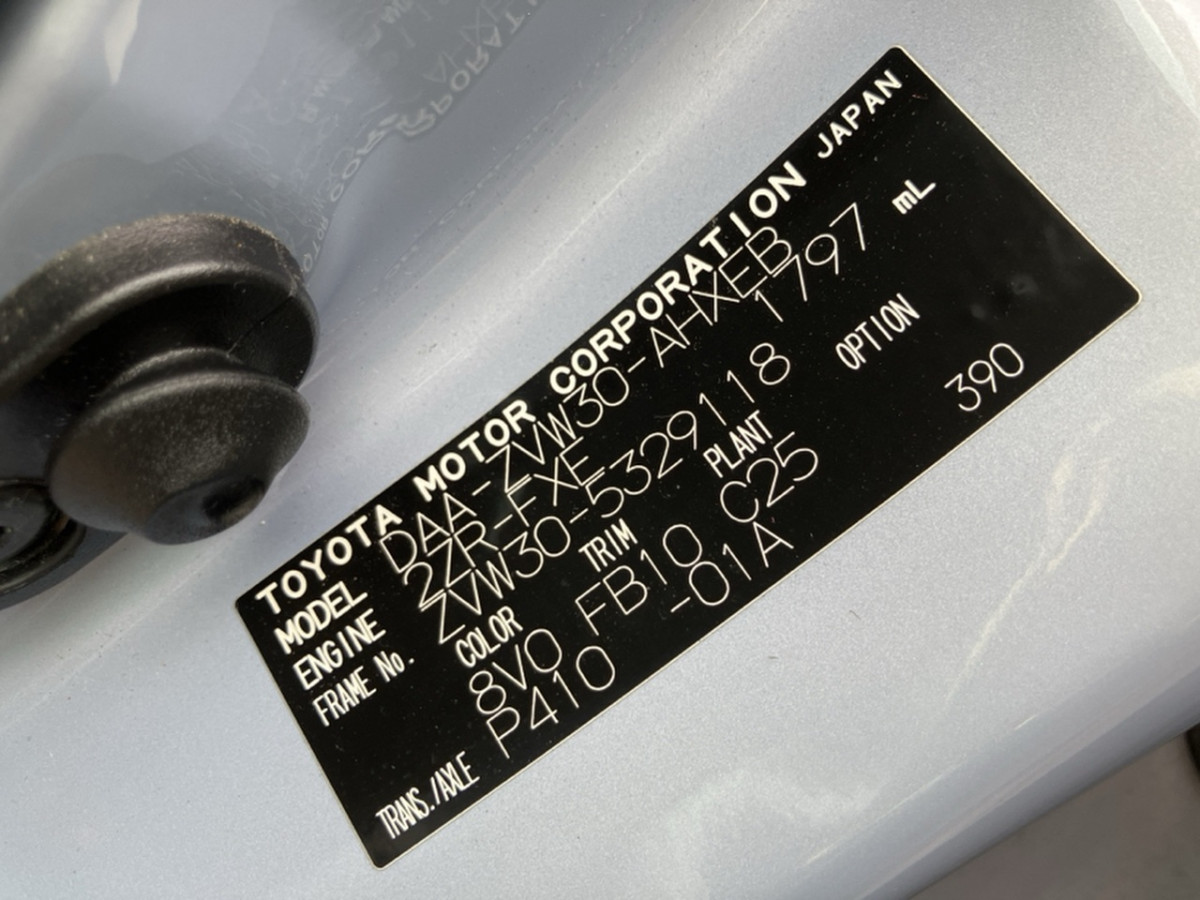 TOYOTA MOTOR CORPORATION JAPAN
MODEL DAA-ZVW30-AHXEB
ENGINE 2ZR-FXE 1797 mL
FRAME No. ZVW30-5329118
COLOR TRIM PLANT OPTION
8V0 FB10 C25 390
TRANS./AXLE P410 -01A